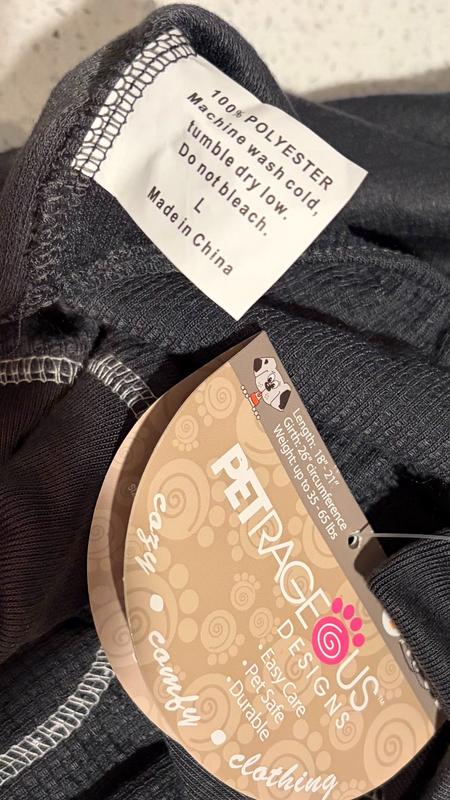 100% POLYESTER
Machine wash cold,
tumble dry low.
Do not bleach.
L
Made in China
Length: 18"- 21"
Girth: 26" circumference
Weight: up to 35 - 65 lbs
PETRAGEOUS™
DESIGNS
• Easy Care
• Pet Safe
• Durable
cozy • comfy • clothing